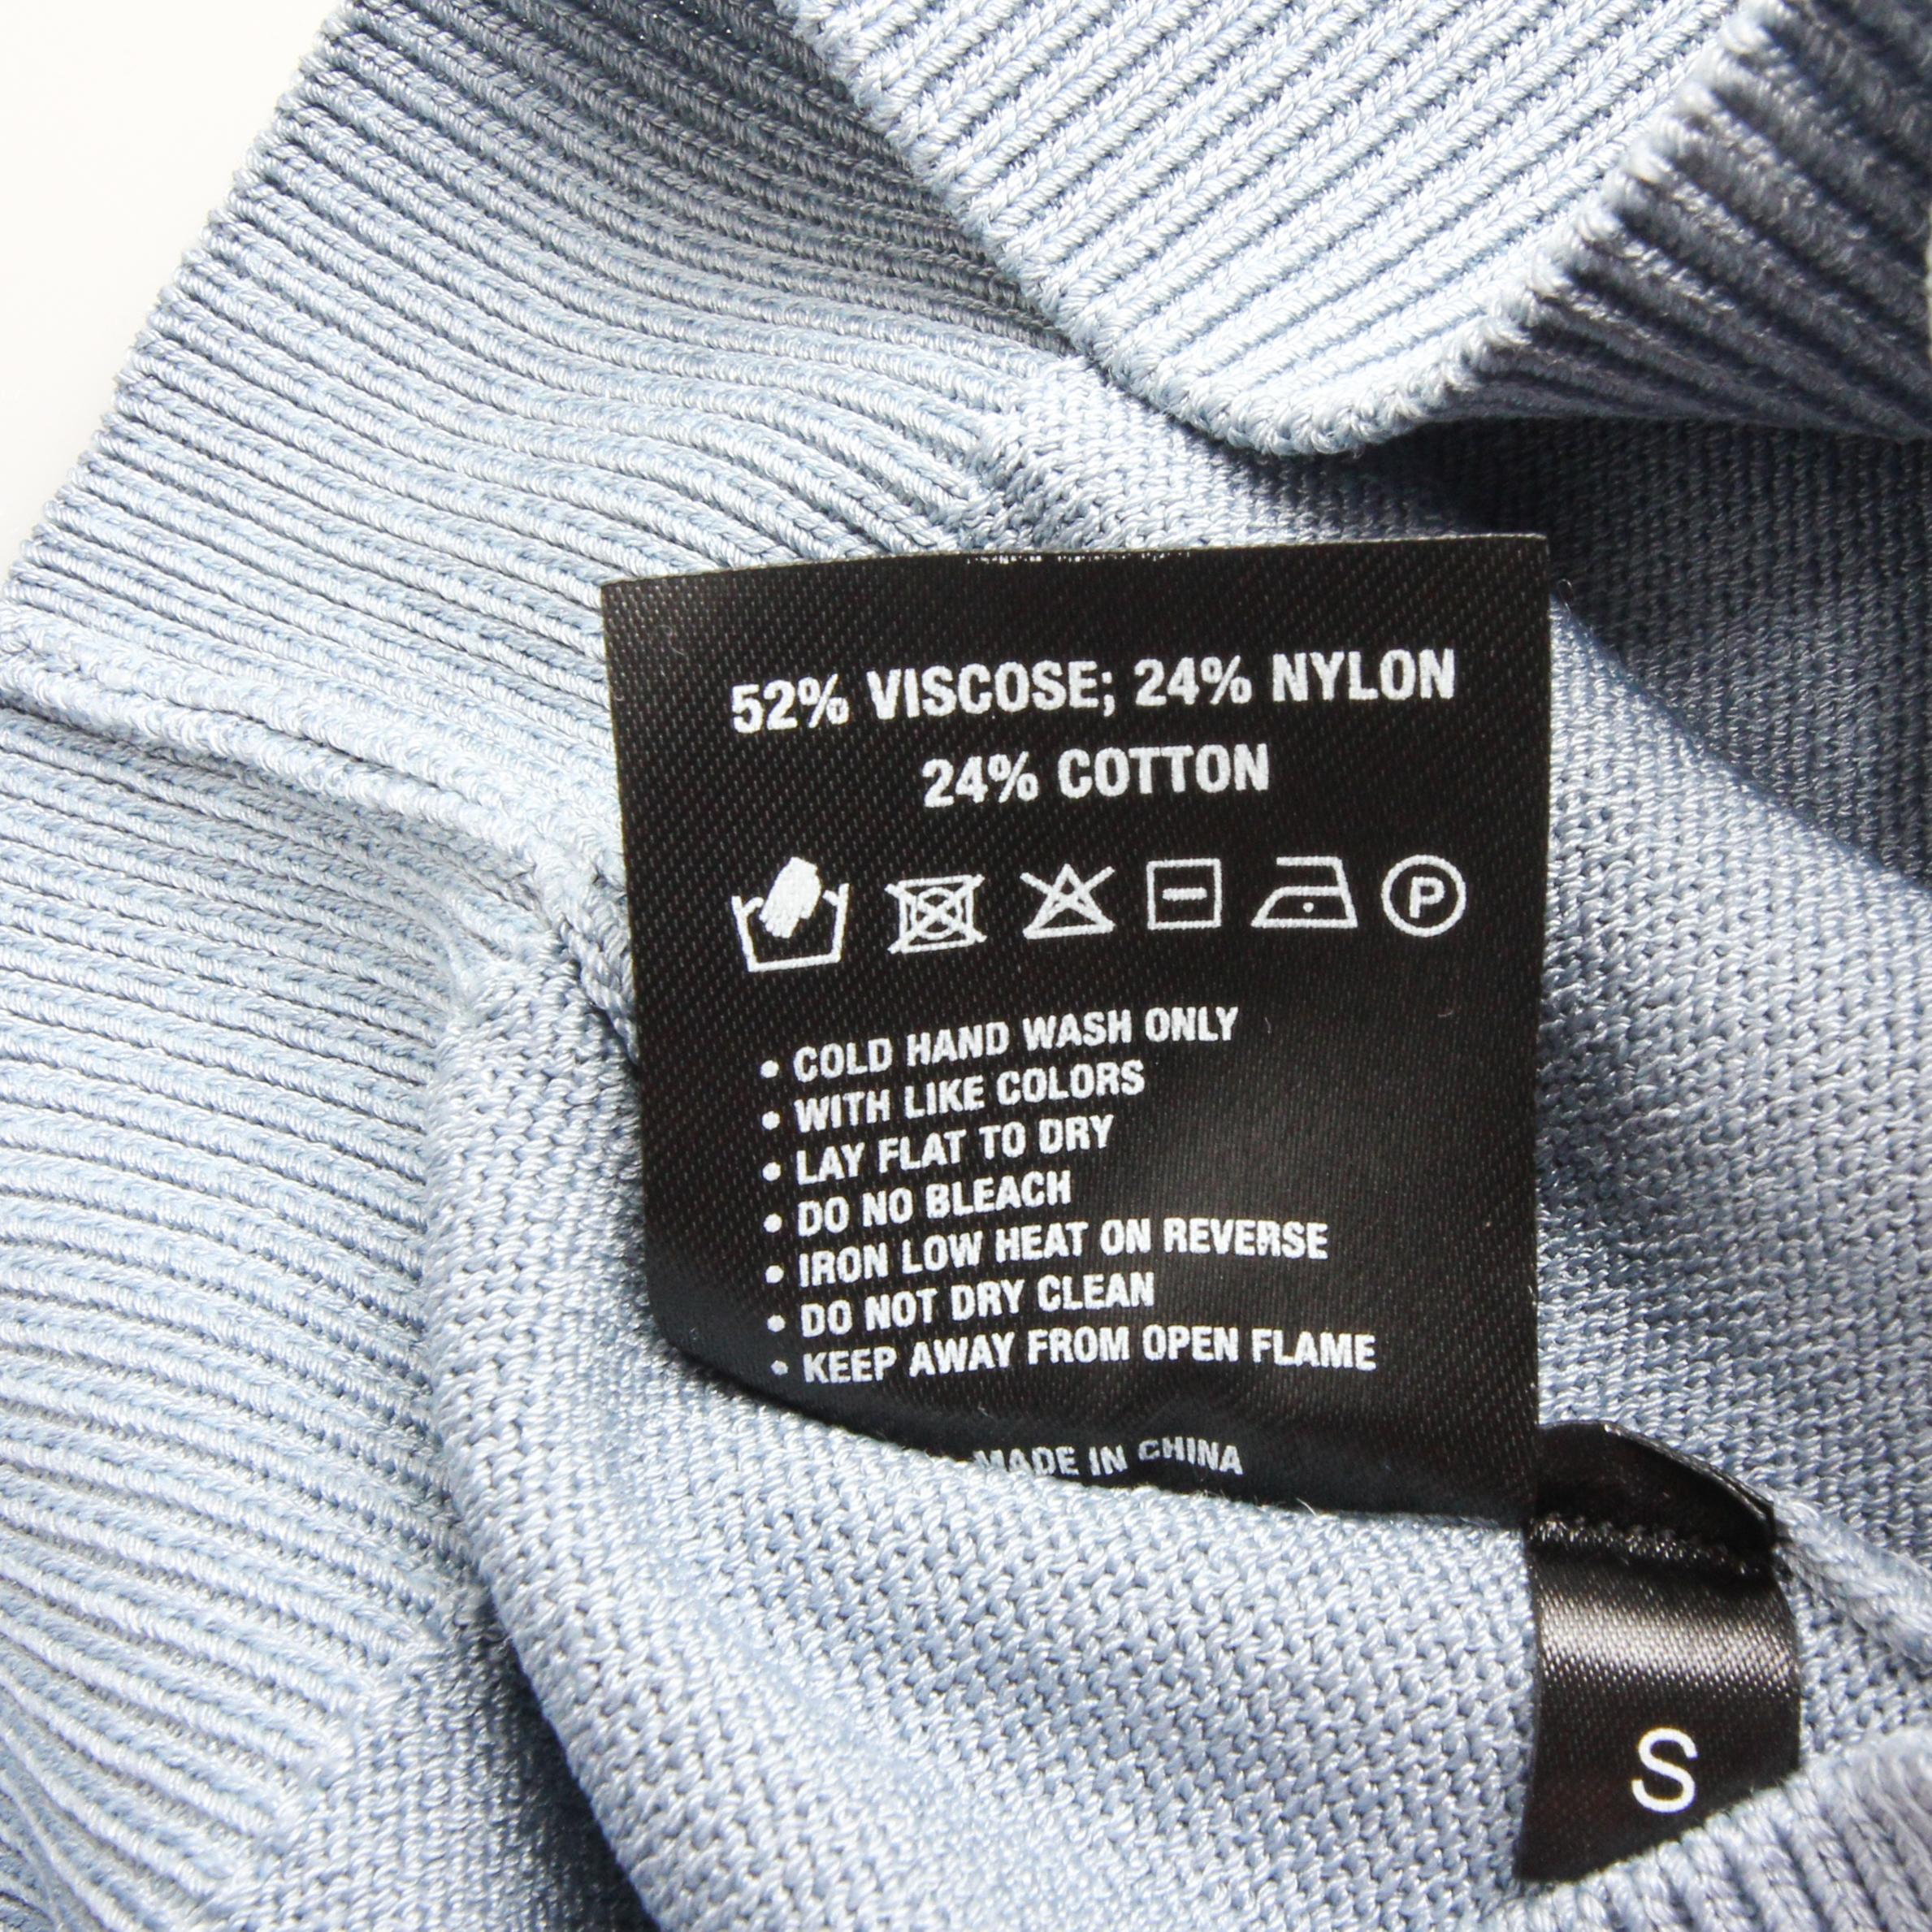 52% VISCOSE; 24% NYLON
24% COTTON
P
• COLD HAND WASH ONLY
• WITH LIKE COLORS
• LAY FLAT TO DRY
• DO NO BLEACH
• IRON LOW HEAT ON REVERSE
• DO NOT DRY CLEAN
• KEEP AWAY FROM OPEN FLAME
MADE IN CHINA
S